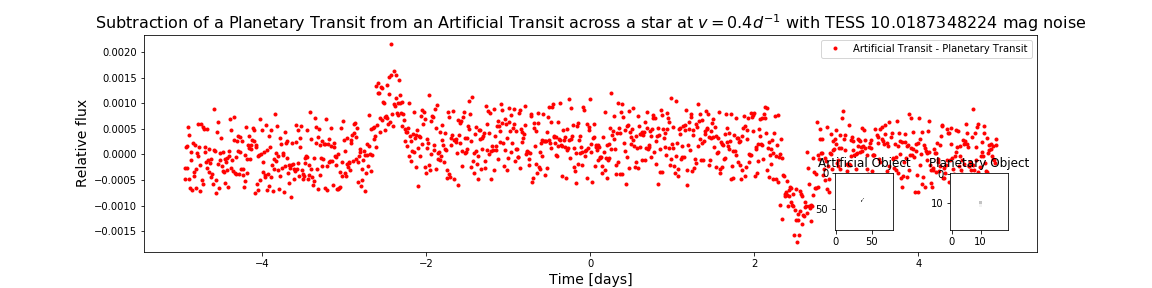 Subtraction of a Planetary Transit from an Artificial Transit across a star at v = 0.4d⁻¹ with TESS 10.0187348224 mag noise
Artificial Transit - Planetary Transit
Relative flux
0.0020
0.0015
0.0010
0.0005
0.0000
−0.0005
−0.0010
−0.0015
Artificial Object
0
50
0 50
Planetary Object
0
10
0 10
−4 −2 0 2 4
Time [days]